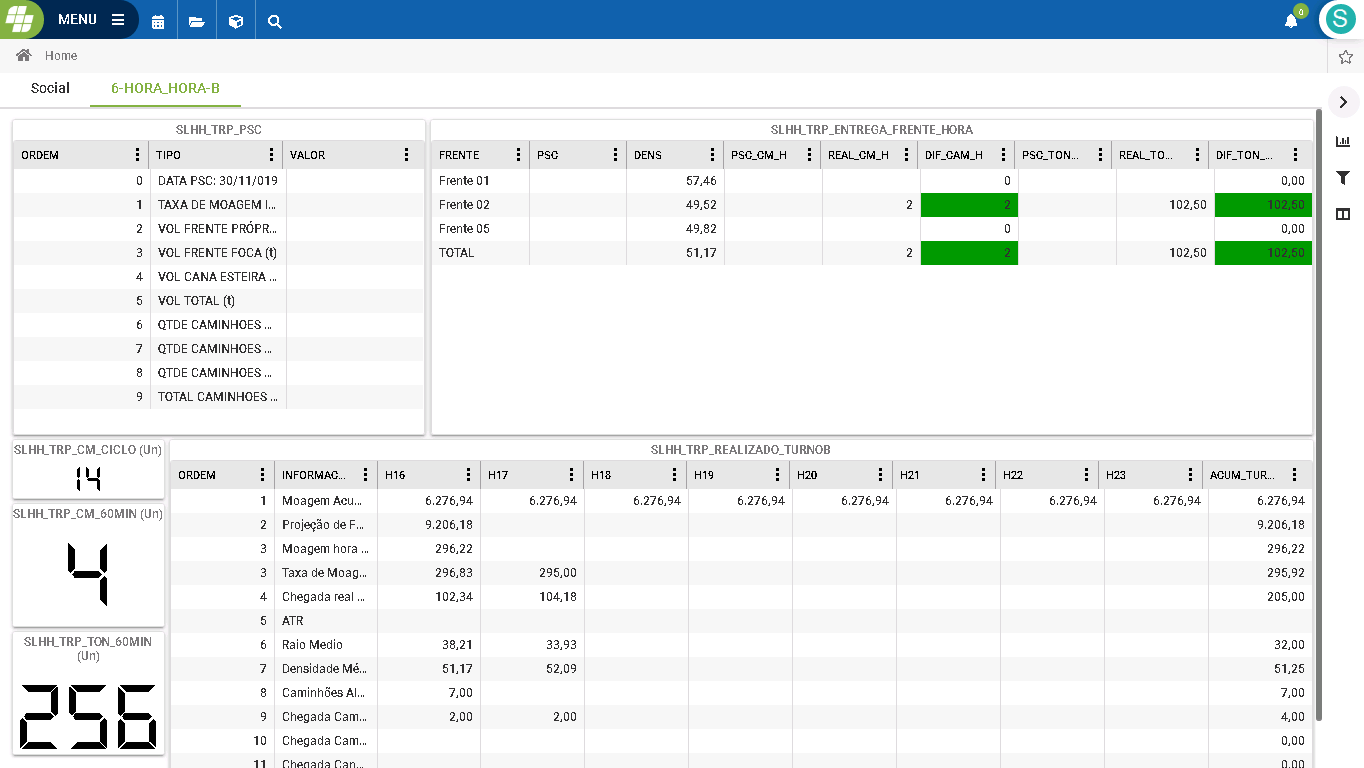 MENU
0
S
Home
Social 6-HORA_HORA-B
SLHH_TRP_PSC
ORDEM TIPO VALOR
0 DATA PSC: 30/11/019
1 TAXA DE MOAGEM I...
2 VOL FRENTE PRÓPR...
3 VOL FRENTE FOCA (t)
4 VOL CANA ESTEIRA ...
5 VOL TOTAL (t)
6 QTDE CAMINHOES ...
7 QTDE CAMINHOES ...
8 QTDE CAMINHOES ...
9 TOTAL CAMINHOES ...
SLHH_TRP_ENTREGA_FRENTE_HORA
FRENTE PSC DENS PSC_CM_H REAL_CM_H DIF_CAM_H PSC_TON... REAL_TO... DIF_TON_...
Frente 01 57,46 0 0,00
Frente 02 49,52 2 2 102,50 102,50
Frente 05 49,82 0 0,00
TOTAL 51,17 2 2 102,50 102,50
SLHH_TRP_CM_CICLO (Un)
14
SLHH_TRP_CM_60MIN (Un)
4
SLHH_TRP_TON_60MIN
(Un)
256
SLHH_TRP_REALIZADO_TURNOB
ORDEM INFORMAC... H16 H17 H18 H19 H20 H21 H22 H23 ACUM_TUR...
1 Moagem Acu... 6.276,94 6.276,94 6.276,94 6.276,94 6.276,94 6.276,94 6.276,94 6.276,94 6.276,94
2 Projeção de F... 9.206,18 9.206,18
3 Moagem hora ... 296,22 296,22
3 Taxa de Moag... 296,83 295,00 295,92
4 Chegada real ... 102,34 104,18 205,00
5 ATR
6 Raio Medio 38,21 33,93 32,00
7 Densidade Mé... 51,17 52,09 51,25
8 Caminhões Al... 7,00 7,00
9 Chegada Cam... 2,00 2,00 4,00
10 Chegada Cam... 0,00
11 Chegada Can... 0,00